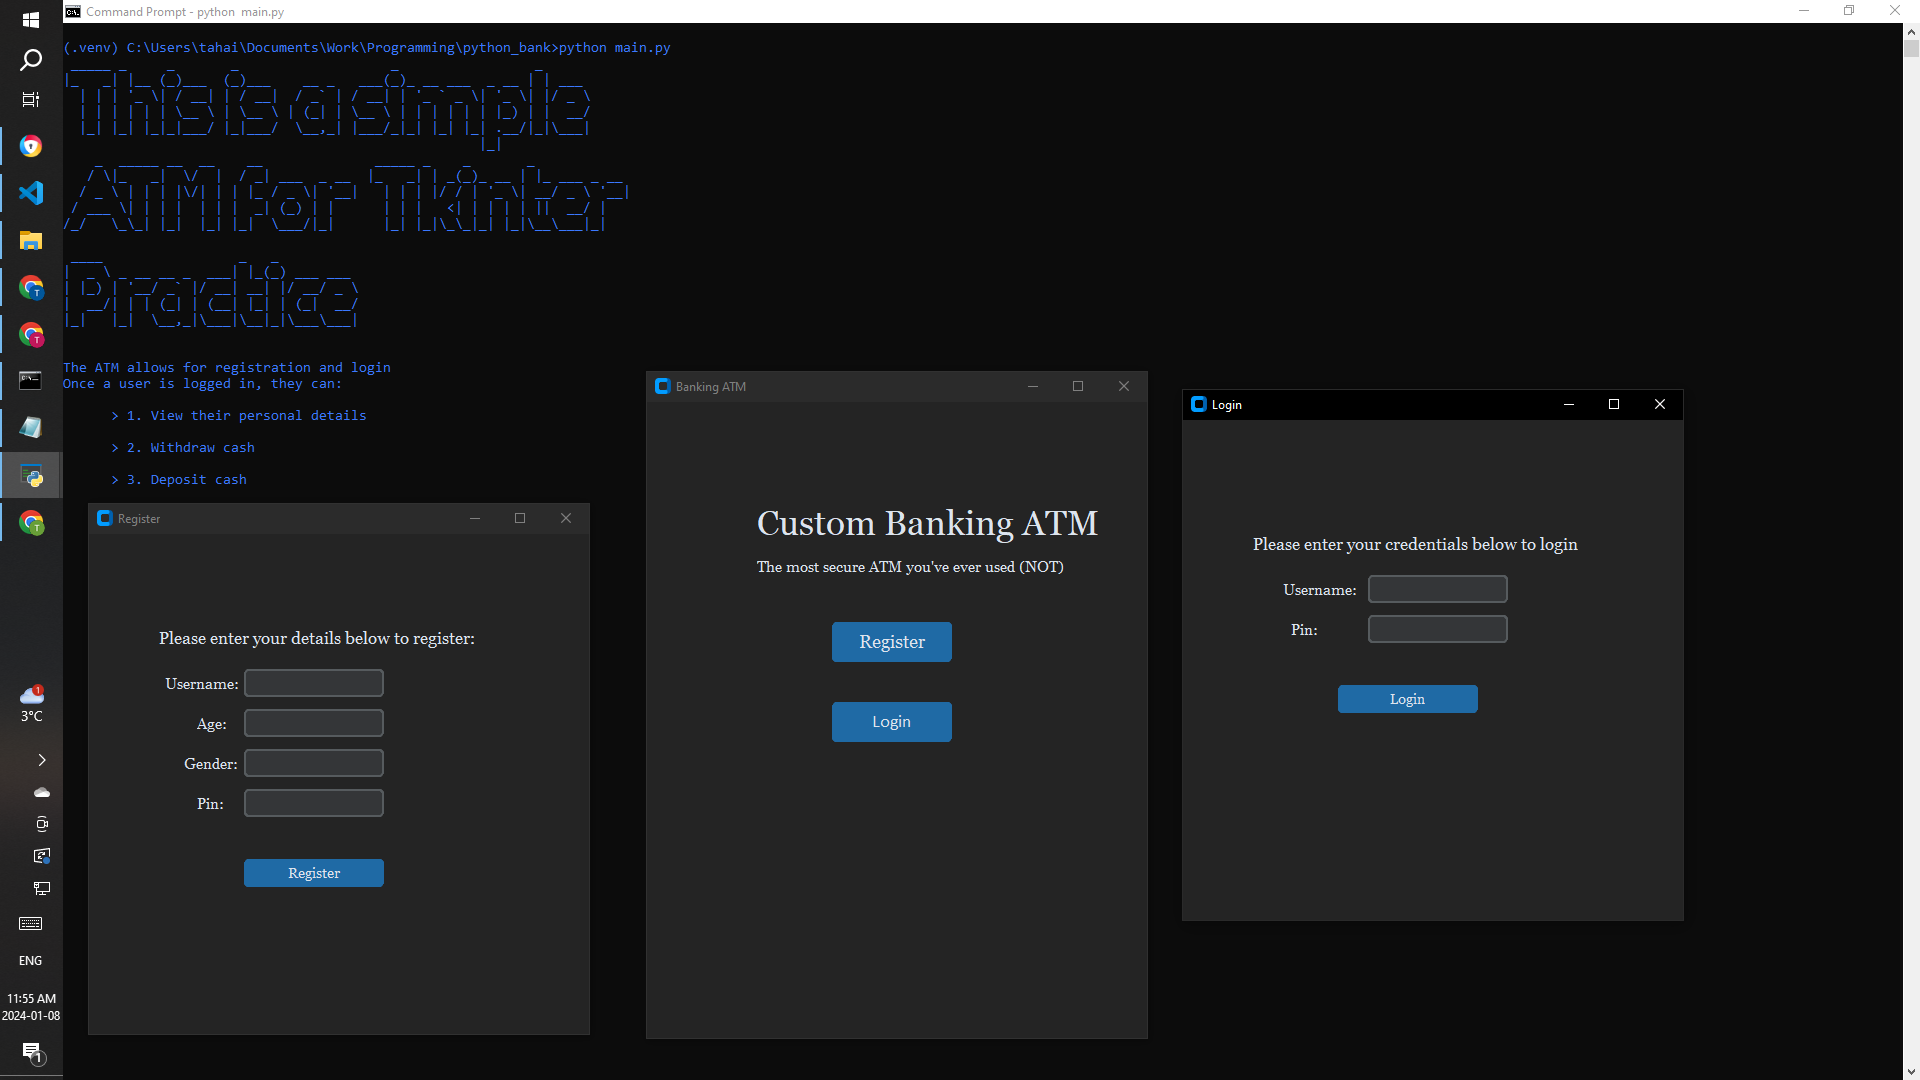 Command Prompt - python  main.py
(.venv) C:\Users\tahai\Documents\Work\Programming\python_bank>python main.py
This is a simple
ATM for Tkinter
Practice
The ATM allows for registration and login
Once a user is logged in, they can:
> 1. View their personal details
> 2. Withdraw cash
> 3. Deposit cash
Register
Please enter your details below to register:
Username:
Age:
Gender:
Pin:
Register
Banking ATM
Custom Banking ATM
The most secure ATM you've ever used (NOT)
Register
Login
Login
Please enter your credentials below to login
Username:
Pin:
Login
T
T
T
1
3°C
ENG
11:55 AM
2024-01-08
1